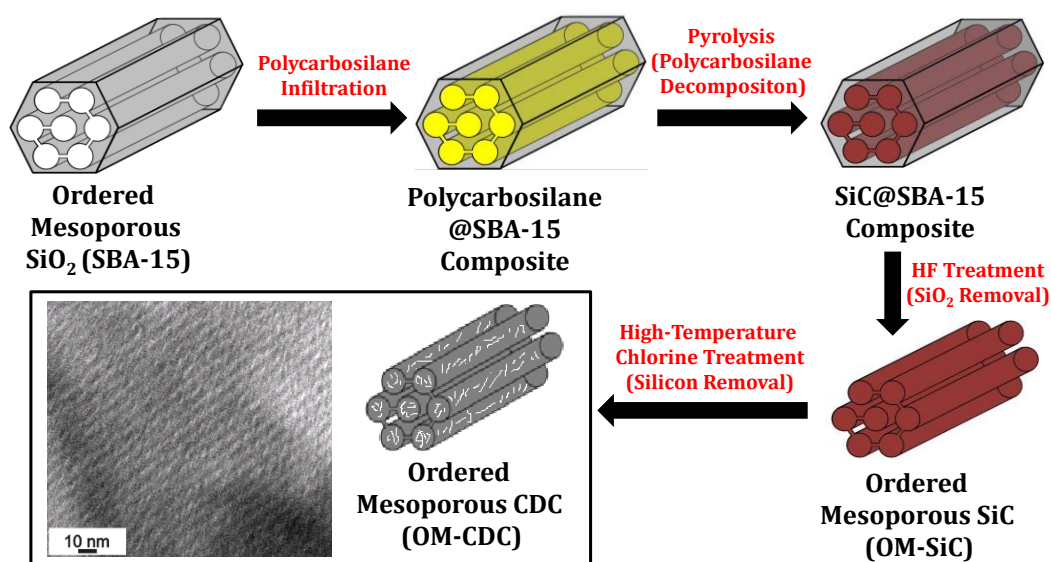 Polycarbosilane
Infiltration
Pyrolysis
(Polycarbosilane
Decompositon)
Ordered
Mesoporous
SiO₂ (SBA-15)
Polycarbosilane
@SBA-15
Composite
SiC@SBA-15
Composite
HF Treatment
(SiO₂ Removal)
High-Temperature
Chlorine Treatment
(Silicon Removal)
Ordered
Mesoporous CDC
(OM-CDC)
10 nm
Ordered
Mesoporous SiC
(OM-SiC)